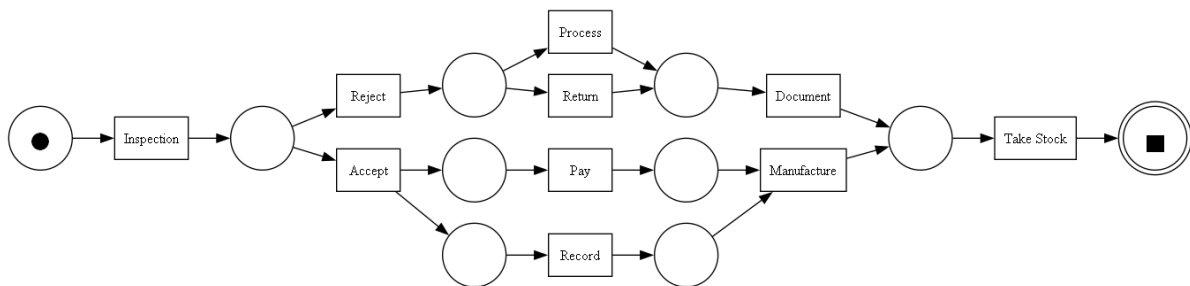 Process
Reject
Return
Document
Inspection
Take Stock
Accept
Pay
Manufacture
Record